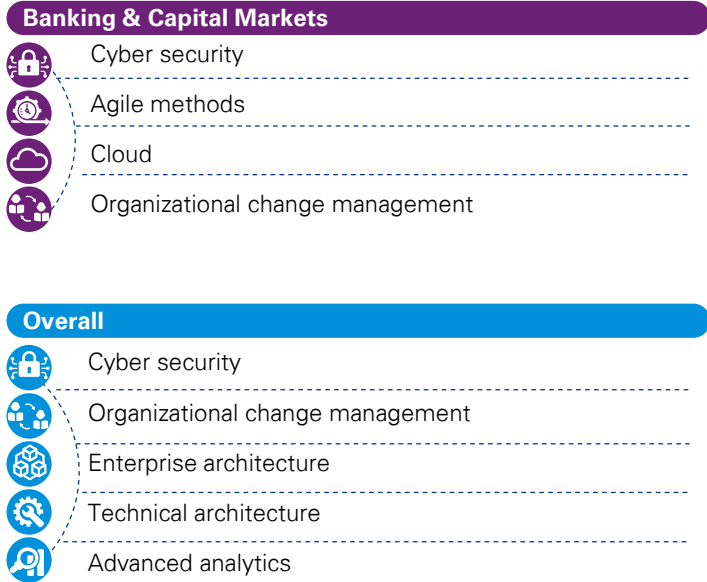 Banking & Capital Markets
Cyber security
Agile methods
Cloud
Organizational change management
Overall
Cyber security
Organizational change management
Enterprise architecture
Technical architecture
Advanced analytics